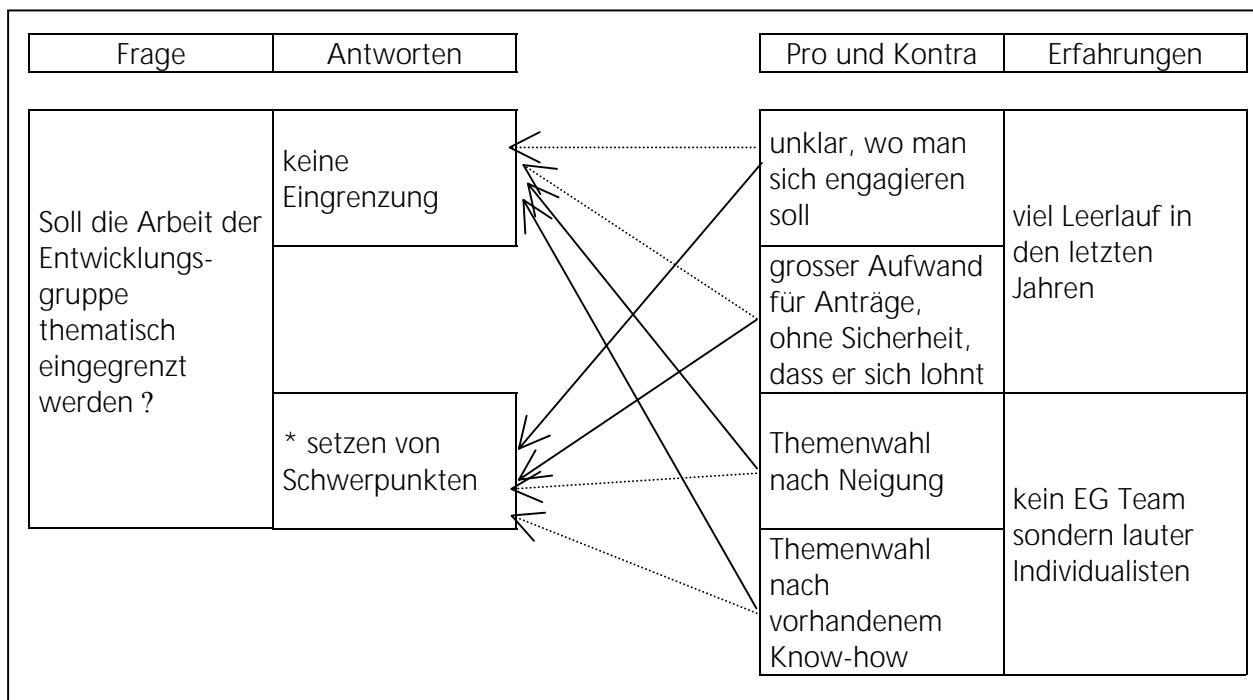 Frage
Antworten
Pro und Kontra
Erfahrungen
Soll die Arbeit der
Entwicklungs-
gruppe
thematisch
eingegrenzt
werden ?
keine
Eingrenzung
* setzen von
Schwerpunkten
unklar, wo man
sich engagieren
soll
grosser Aufwand
für Anträge,
ohne Sicherheit,
dass er sich lohnt
Themenwahl
nach Neigung
Themenwahl
nach
vorhandenem
Know-how
viel Leerlauf in
den letzten
Jahren
kein EG Team
sondern lauter
Individualisten